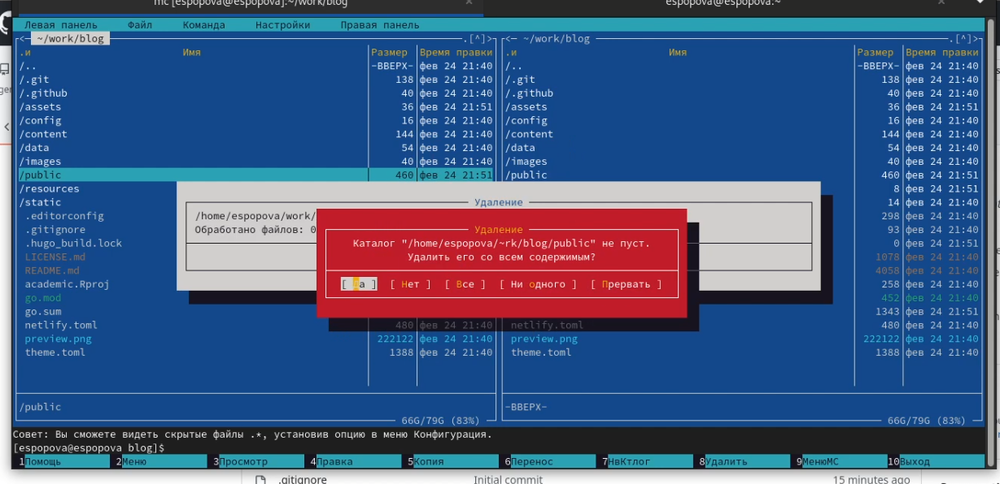 mc [espopova@espopova]:~/work/blog × espopova@espopova:~ ×
Левая панель Файл Команда Настройки Правая панель
<— ~/work/blog .[^]> <— ~/work/blog .[^]>
.и Имя Размер Время правки .и Имя Размер Время правки
/.. -ВВЕРХ- фев 24 21:40 /.. -ВВЕРХ- фев 24 21:40
/.git 138 фев 24 21:40 /.git 138 фев 24 21:40
/.github 40 фев 24 21:40 /.github 40 фев 24 21:40
/assets 36 фев 24 21:51 /assets 36 фев 24 21:51
/config 16 фев 24 21:40 /config 16 фев 24 21:40
/content 144 фев 24 21:40 /content 144 фев 24 21:40
/data 54 фев 24 21:40 /data 54 фев 24 21:40
/images 40 фев 24 21:40 /images 40 фев 24 21:40
/public 460 фев 24 21:51 /public 460 фев 24 21:51
/resources 8 фев 24 21:51
/static Удаление 14 фев 24 21:40
.editorconfig /home/espopova/work/ 298 фев 24 21:40
.gitignore Обработано файлов: 0 Удаление 93 фев 24 21:40
.hugo_build.lock Каталог "/home/espopova/~rk/blog/public" не пуст. 0 фев 24 21:51
LICENSE.md Удалить его со всем содержимым? 1078 фев 24 21:40
README.md 4058 фев 24 21:40
academic.Rproj [ Да ] [ Нет ] [ Все ] [ Ни одного ] [ Прервать ] 258 фев 24 21:40
go.mod 452 фев 24 21:40
go.sum 1343 фев 24 21:51
netlify.toml 480 фев 24 21:40 netlify.toml 480 фев 24 21:40
preview.png 222122 фев 24 21:40 preview.png 222122 фев 24 21:40
theme.toml 1388 фев 24 21:40 theme.toml 1388 фев 24 21:40
/public -ВВЕРХ-
66G/79G (83%) 66G/79G (83%)
Совет: Вы сможете видеть скрытые файлы .*, установив опцию в меню Конфигурация.
[espopova@espopova blog]$
1Помощь 2Меню 3Просмотр 4Правка 5Копия 6Перенос 7НвКтлог 8Удалить 9МенюМС 10Выход
.gitignore Initial commit 15 minutes ago